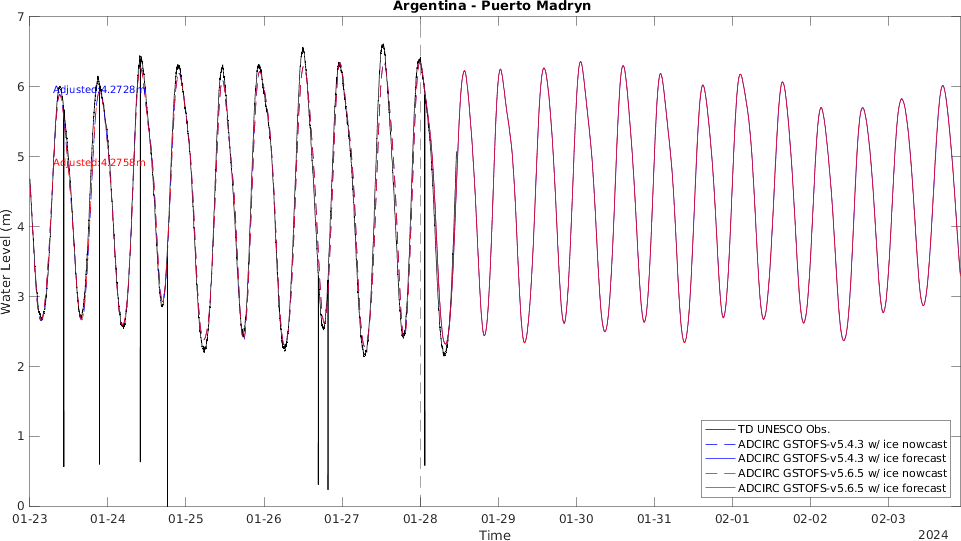 Argentina - Puerto Madryn
7
6
5
4
3
2
1
0
Water Level (m)
Adjusted:4.2728m
Adjusted:4.2758m
TD UNESCO Obs.
ADCIRC GSTOFS-v5.4.3 w/ ice nowcast
ADCIRC GSTOFS-v5.4.3 w/ ice forecast
ADCIRC GSTOFS-v5.6.5 w/ ice nowcast
ADCIRC GSTOFS-v5.6.5 w/ ice forecast
01-23 01-24 01-25 01-26 01-27 01-28 01-29 01-30 01-31 02-01 02-02 02-03
Time
2024